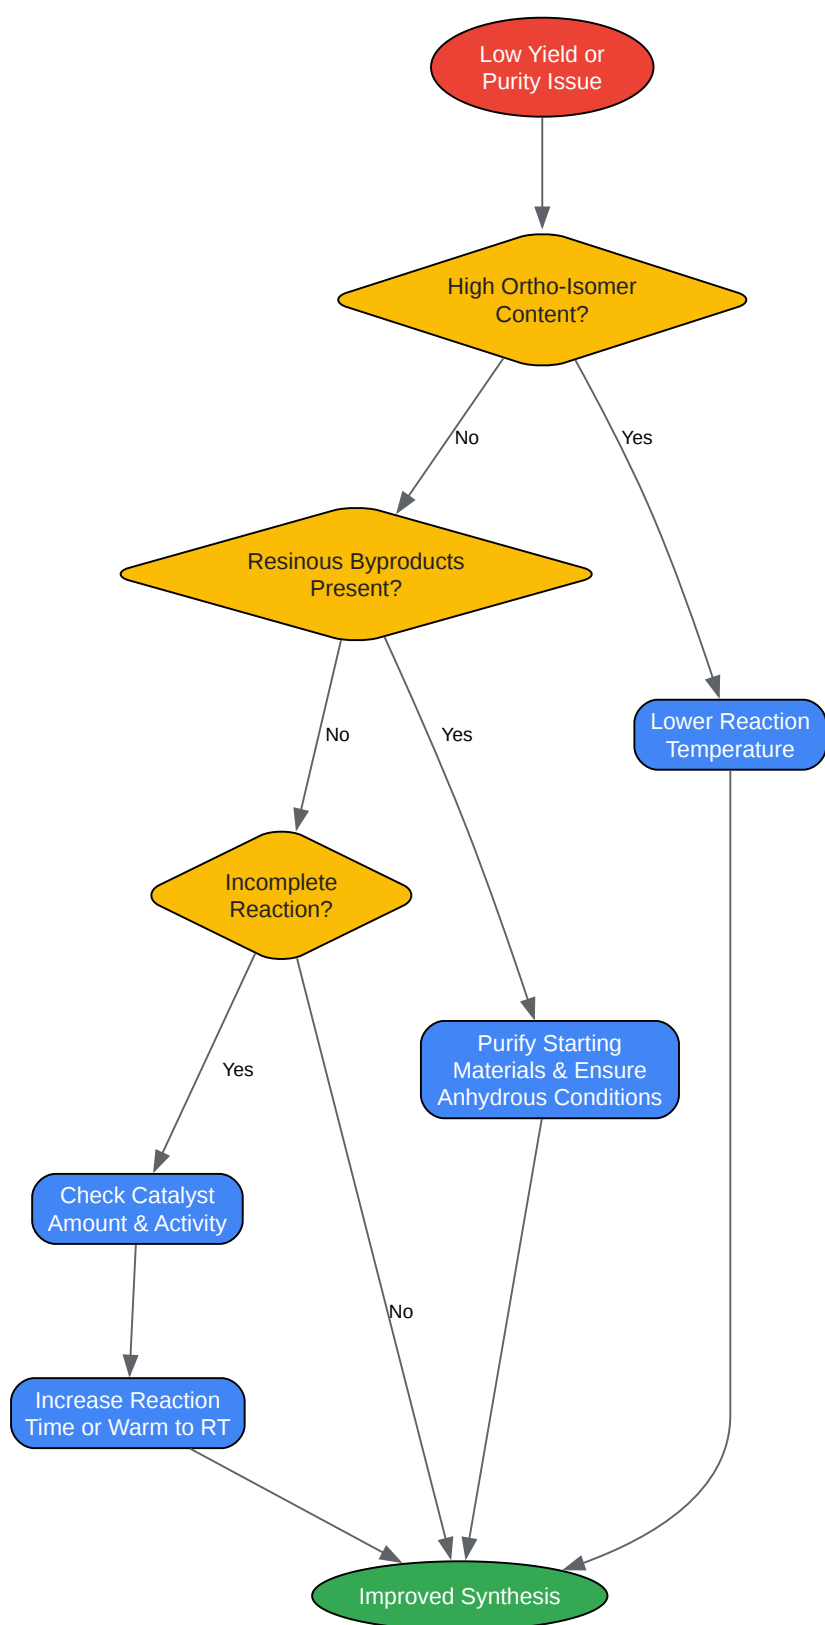 Low Yield or
Purity Issue
High Ortho-Isomer
Content?
No
Yes
Resinous Byproducts
Present?
Lower Reaction
Temperature
No
Yes
Incomplete
Reaction?
Purify Starting
Materials & Ensure
Anhydrous Conditions
Yes
Check Catalyst
Amount & Activity
No
Increase Reaction
Time or Warm to RT
Improved Synthesis